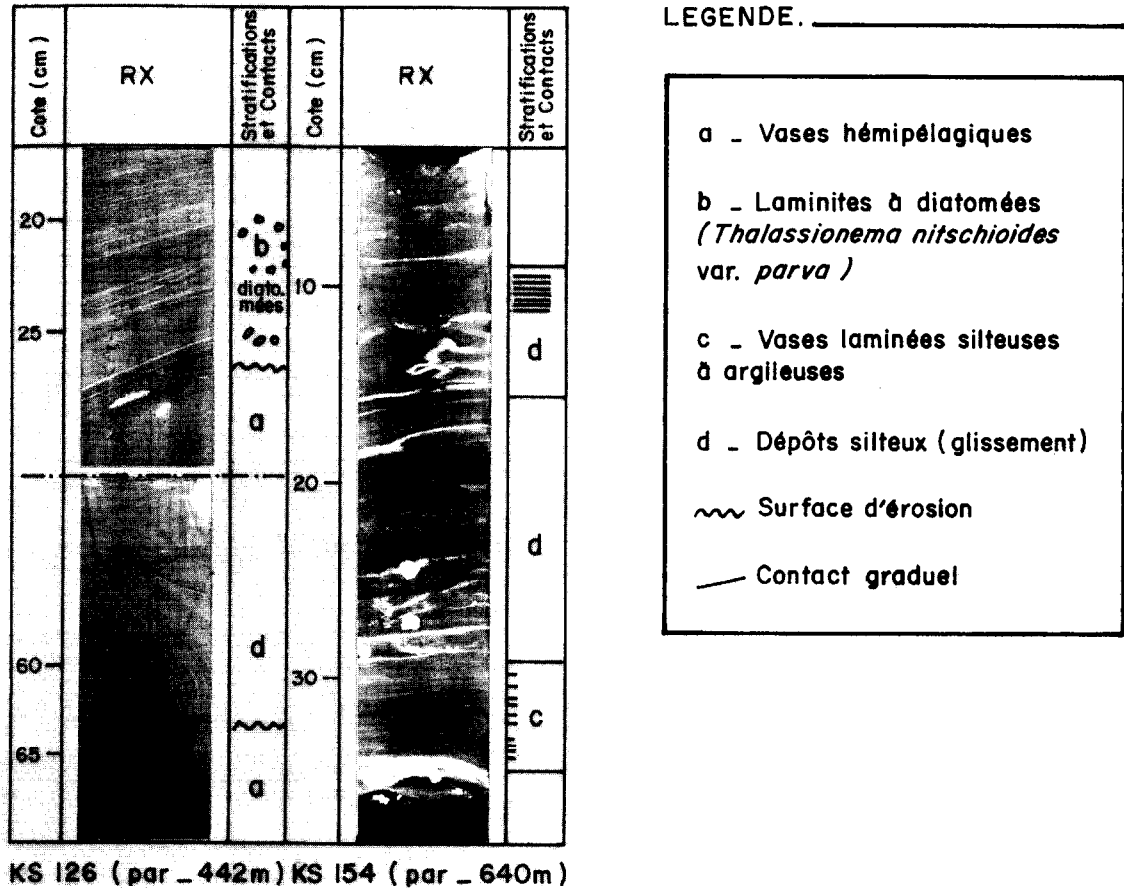 Cote (cm)
RX
Stratifications
et Contacts
Cote (cm)
RX
Stratifications
et Contacts
20
25
60
65
b
diato.
mées
a
d
a
10
20
30
d
d
c
KS 126 ( par _ 442m)
KS 154 ( par _ 640m)
LEGENDE.
a _ Vases hémipélagiques
b _ Laminites à diatomées
( Thalassionema nitschioides
var. parva )
c _ Vases laminées silteuses
à argileuses
d _ Dépôts silteux ( glissement )
Surface d'érosion
Contact graduel